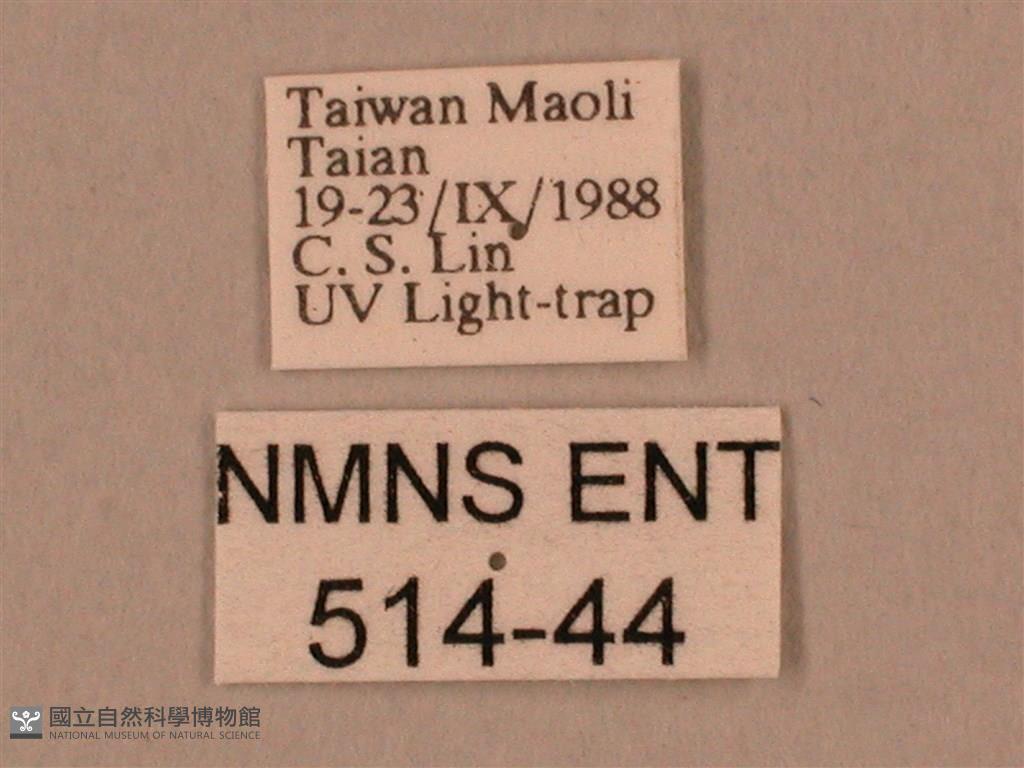 Taiwan Maoli
Taian
19-23/IX/1988
C. S. Lin
UV Light-trap
NMNS ENT
514-44
國立自然科學博物館
NATIONAL MUSEUM OF NATURAL SCIENCE